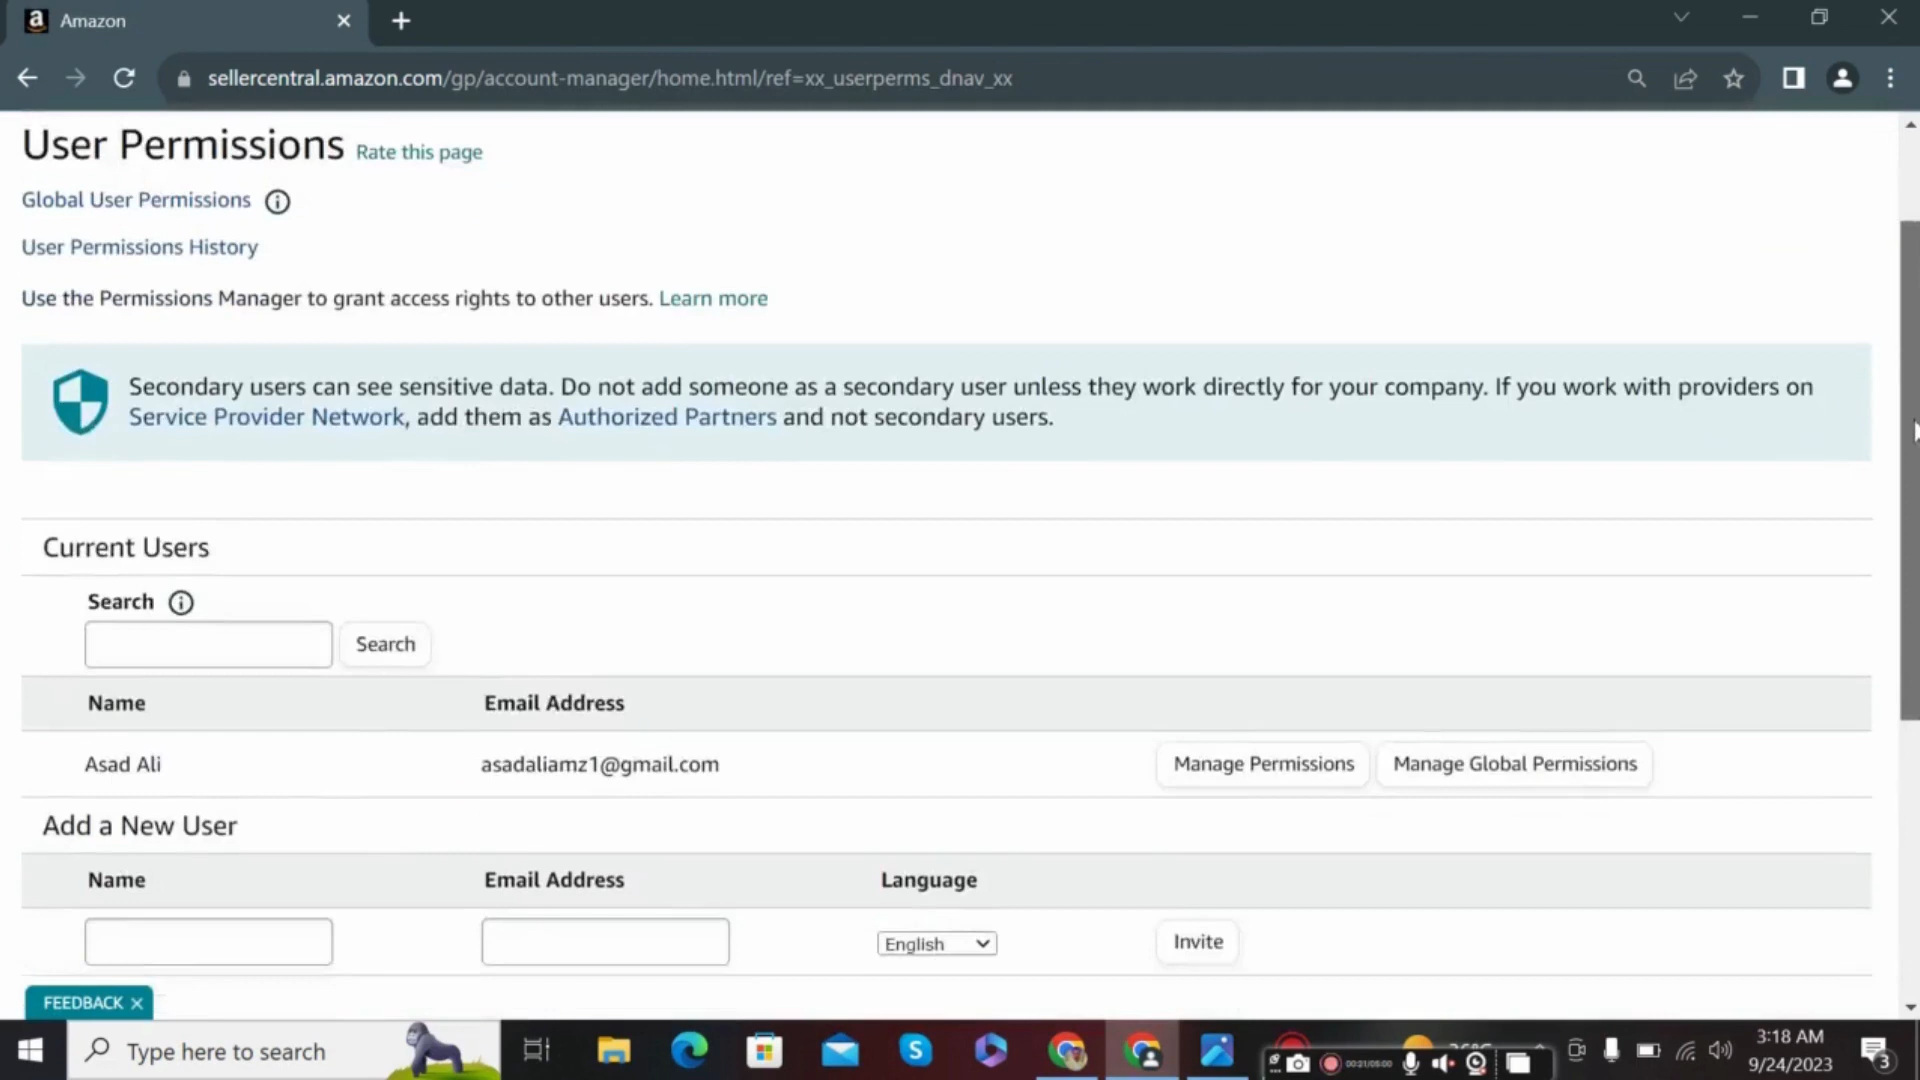 Amazon
sellercentral.amazon.com/gp/account-manager/home.html/ref=xx_userperms_dnav_xx
User Permissions Rate this page
Global User Permissions
User Permissions History
Use the Permissions Manager to grant access rights to other users. Learn more
Secondary users can see sensitive data. Do not add someone as a secondary user unless they work directly for your company. If you work with providers on
Service Provider Network, add them as Authorized Partners and not secondary users.
Current Users
Search
Search
Name Email Address
Asad Ali asadaliamz1@gmail.com Manage Permissions Manage Global Permissions
Add a New User
Name Email Address Language
English Invite
FEEDBACK
Type here to search
3:18 AM
9/24/2023
3